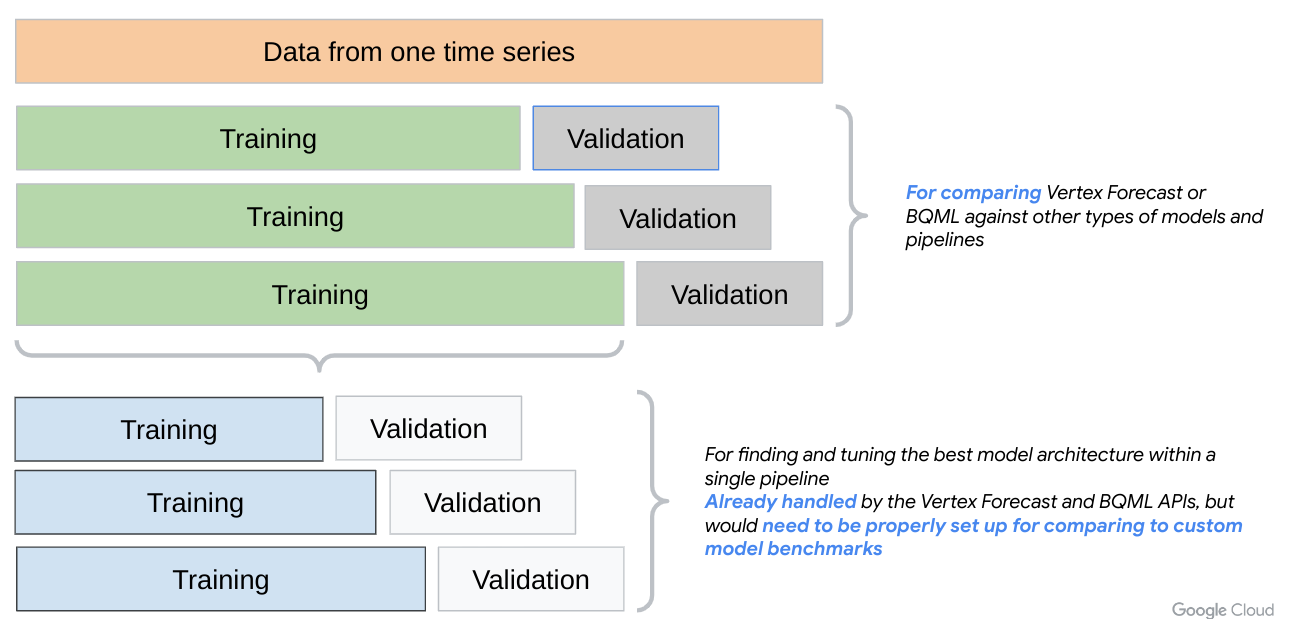 Data from one time series
Training
Validation
Training
Validation
Training
Validation
For comparing Vertex Forecast or
BQML against other types of models and
pipelines
Training
Validation
Training
Validation
Training
Validation
For finding and tuning the best model architecture within a
single pipeline
Already handled by the Vertex Forecast and BQML APIs, but
would need to be properly set up for comparing to custom
model benchmarks
Google Cloud